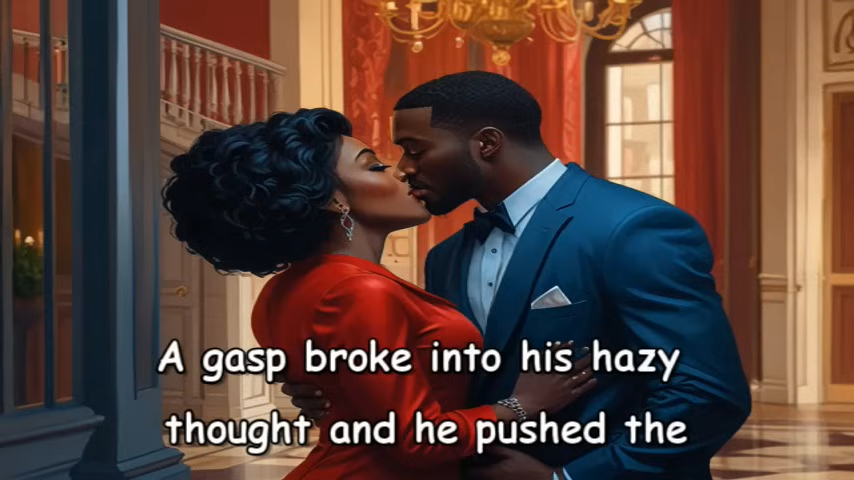 A gasp broke into his hazy
thought and he pushed the